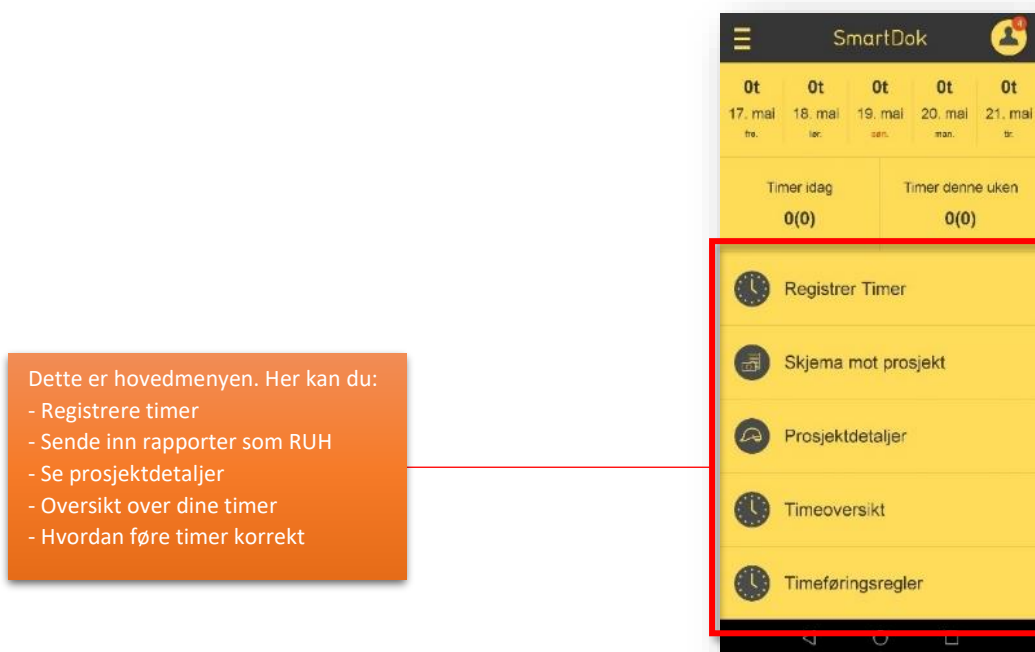 SmartDok
4
0t 0t 0t 0t 0t
17. mai 18. mai 19. mai 20. mai 21. mai
fre. lør. søn. man. tir.
Timer idag Timer denne uken
0(0) 0(0)
Registrer Timer
Skjema mot prosjekt
Prosjektdetaljer
Timeoversikt
Timeføringsregler
Dette er hovedmenyen. Her kan du:
- Registrere timer
- Sende inn rapporter som RUH
- Se prosjektdetaljer
- Oversikt over dine timer
- Hvordan føre timer korrekt